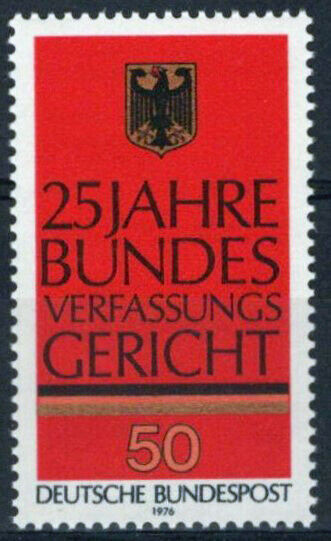 25 JAHRE
BUNDES
VERFASSUNGS
GERICHT
50
DEUTSCHE BUNDESPOST
1976